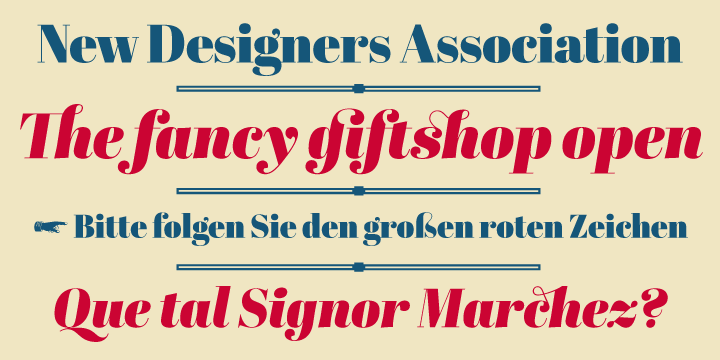 New Designers Association
The fancy giftshop open
☛ Bitte folgen Sie den großen roten Zeichen
Que tal Signor Marchez?